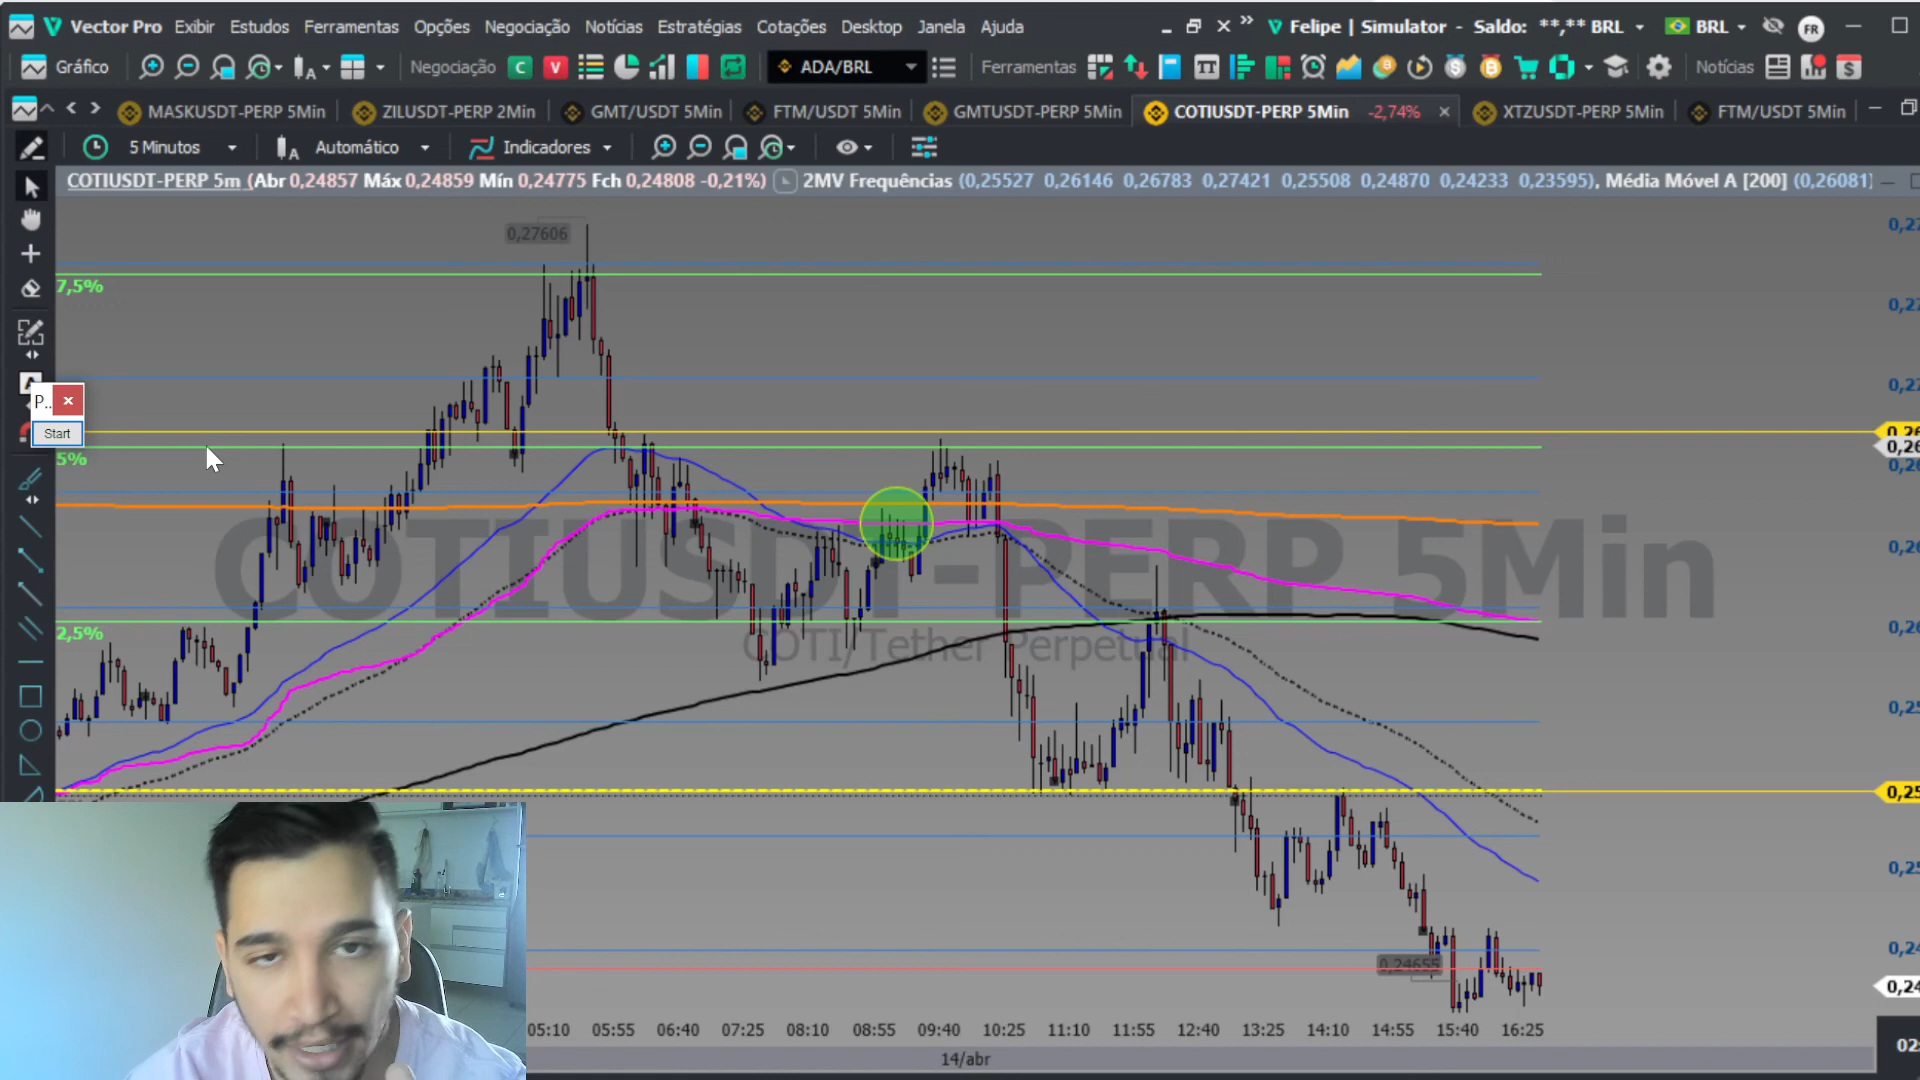 Vector Pro Exibir Estudos Ferramentas Opções Negociação Notícias Estratégias Cotações Desktop Janela Ajuda Felipe | Simulator - Saldo: **,** BRL BRL FR
Gráfico Negociação C V ADA/BRL Ferramentas Notícias
MASKUSDT-PERP 5Min ZILUSDT-PERP 2Min GMT/USDT 5Min FTM/USDT 5Min GMTUSDT-PERP 5Min COTIUSDT-PERP 5Min -2,74% XTZUSDT-PERP 5Min FTM/USDT 5Min
5 Minutos Automático Indicadores
COTIUSDT-PERP 5m (Abr 0,24857 Máx 0,24859 Mín 0,24775 Fch 0,24808 -0,21%) 2MV Frequências (0,25527 0,26146 0,26783 0,27421 0,25508 0,24870 0,24233 0,23595), Média Móvel A [200] (0,26081)
0,27606
7,5%
P..
Start
5%
COTIUSDT-PERP 5Min
2,5%
COTI/Tether Perpetual
0,24655
05:10 05:55 06:40 07:25 08:10 08:55 09:40 10:25 11:10 11:55 12:40 13:25 14:10 14:55 15:40 16:25
14/abr